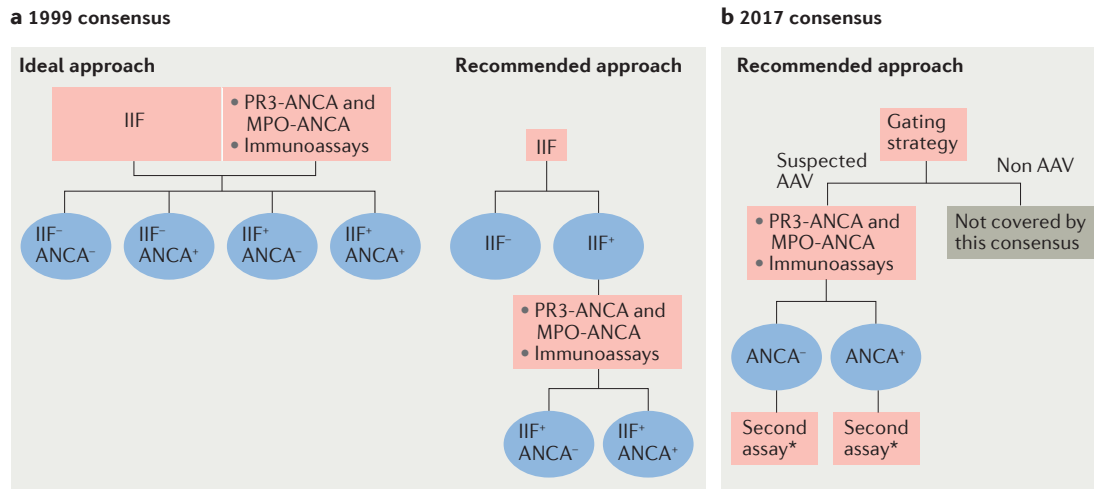 a 1999 consensus
Ideal approach
IIF
• PR3-ANCA and
MPO-ANCA
• Immunoassays
IIF⁻
ANCA⁻
IIF⁻
ANCA⁺
IIF⁺
ANCA⁻
IIF⁺
ANCA⁺
Recommended approach
IIF
IIF⁻
IIF⁺
• PR3-ANCA and
MPO-ANCA
• Immunoassays
IIF⁺
ANCA⁻
IIF⁺
ANCA⁺
b 2017 consensus
Recommended approach
Gating
strategy
Suspected
AAV
Non AAV
• PR3-ANCA and
MPO-ANCA
• Immunoassays
Not covered by
this consensus
ANCA⁻
ANCA⁺
Second
assay*
Second
assay*